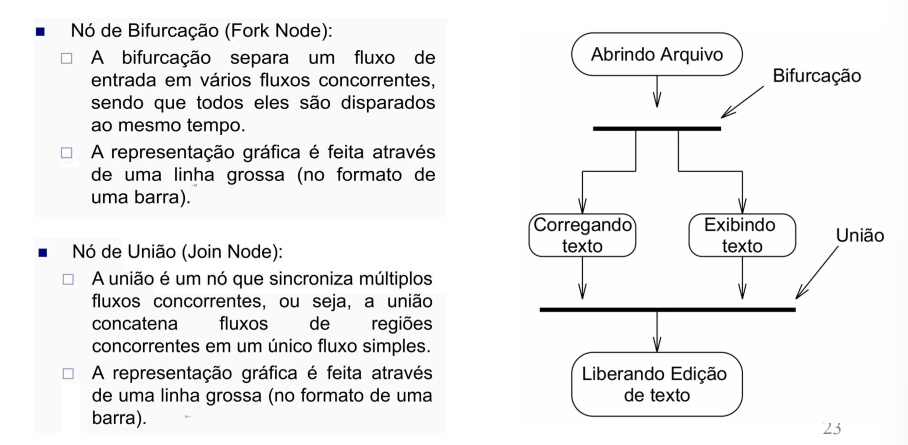 Nó de Bifurcação (Fork Node):
A bifurcação separa um fluxo de
entrada em vários fluxos concorrentes,
sendo que todos eles são disparados
ao mesmo tempo.
A representação gráfica é feita através
de uma linha grossa (no formato de
uma barra).
Nó de União (Join Node):
A união é um nó que sincroniza múltiplos
fluxos concorrentes, ou seja, a união
concatena fluxos de regiões
concorrentes em um único fluxo simples.
A representação gráfica é feita através
de uma linha grossa (no formato de uma
barra).
Abrindo Arquivo
Bifurcação
Corregando
texto
Exibindo
texto
União
Liberando Edição
de texto
23